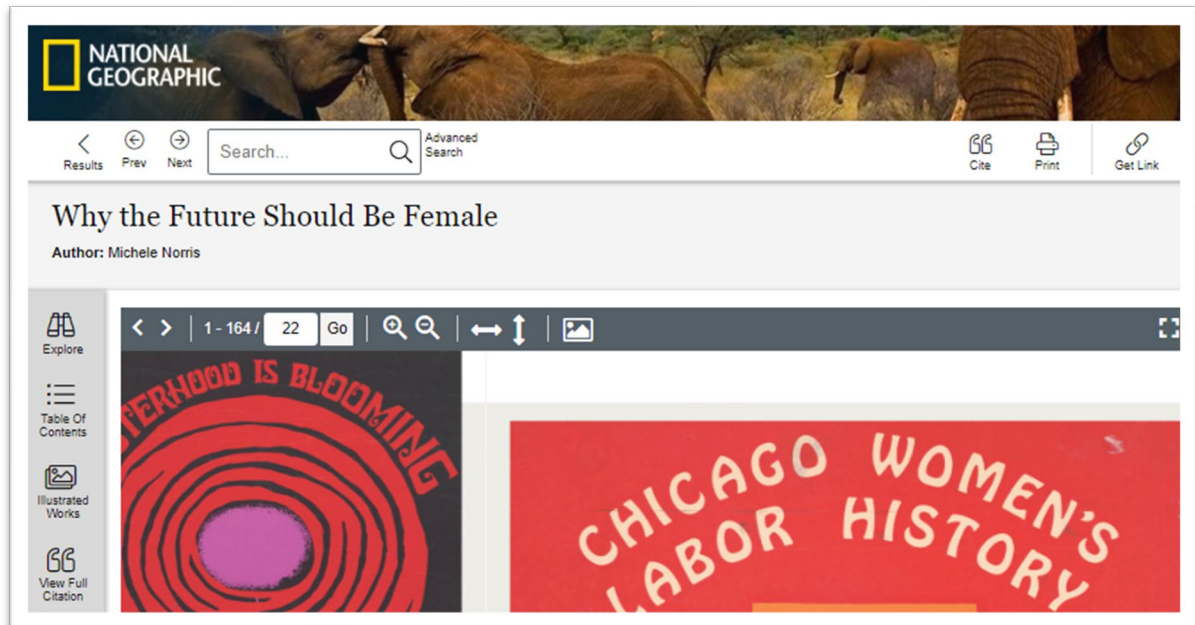 NATIONAL
GEOGRAPHIC
Results
Prev
Next
Search...
Advanced
Search
Cite
Print
Get Link
Why the Future Should Be Female
Author: Michele Norris
Explore
1 - 164 / 22 Go
Table Of
Contents
Illustrated
Works
View Full
Citation
TERHOOD IS BLOOMING
CHICAGO WOMEN'S
LABOR HISTORY